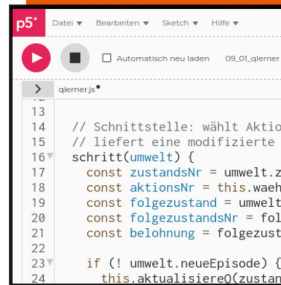 p5*
Datei ▾ Bearbeiten ▾ Sketch ▾ Hilfe ▾
Automatisch neu laden 09_01_qlerner
> qlerner.js
13
14 // Schnittstelle: wählt Aktio
15 // liefert eine modifizierte
16 schritt(umwelt) {
17 const zustandsNr = umwelt.z
18 const aktionsNr = this.waeh
19 const folgezustand = umwelt
20 const folgezustandsNr = fol
21 const belohnung = folgezust
22
23 if (! umwelt.neueEpisode) {
24 this.aktualisiereQ(zustan